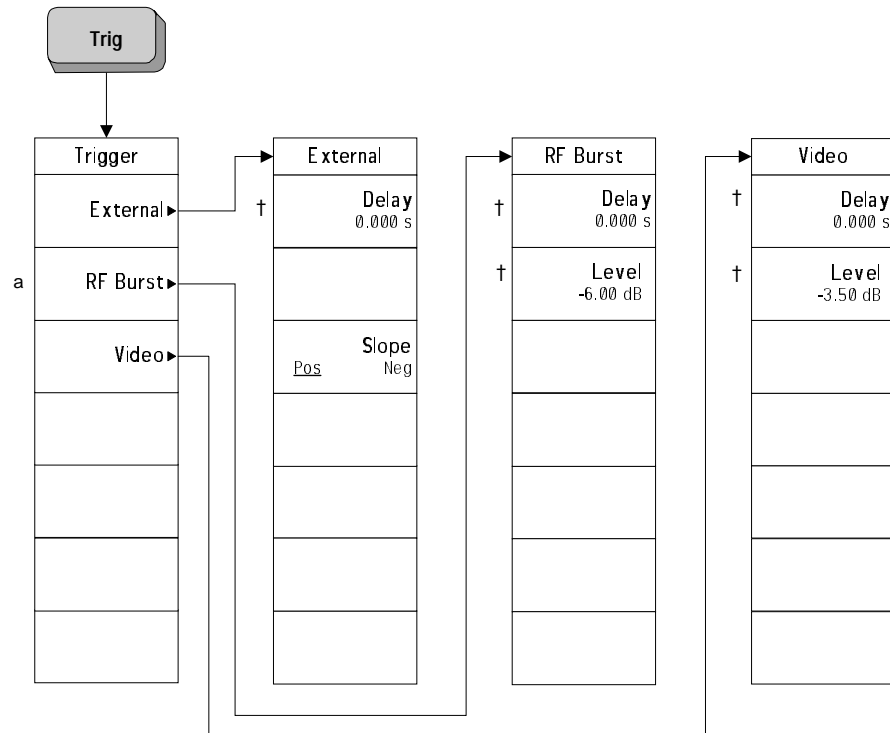 Trig
Trigger
External
a
RF Burst
Video
External
†
Delay
0.000 s
Slope
Pos Neg
RF Burst
†
Delay
0.000 s
†
Level
-6.00 dB
Video
†
Delay
0.000 s
†
Level
-3.50 dB